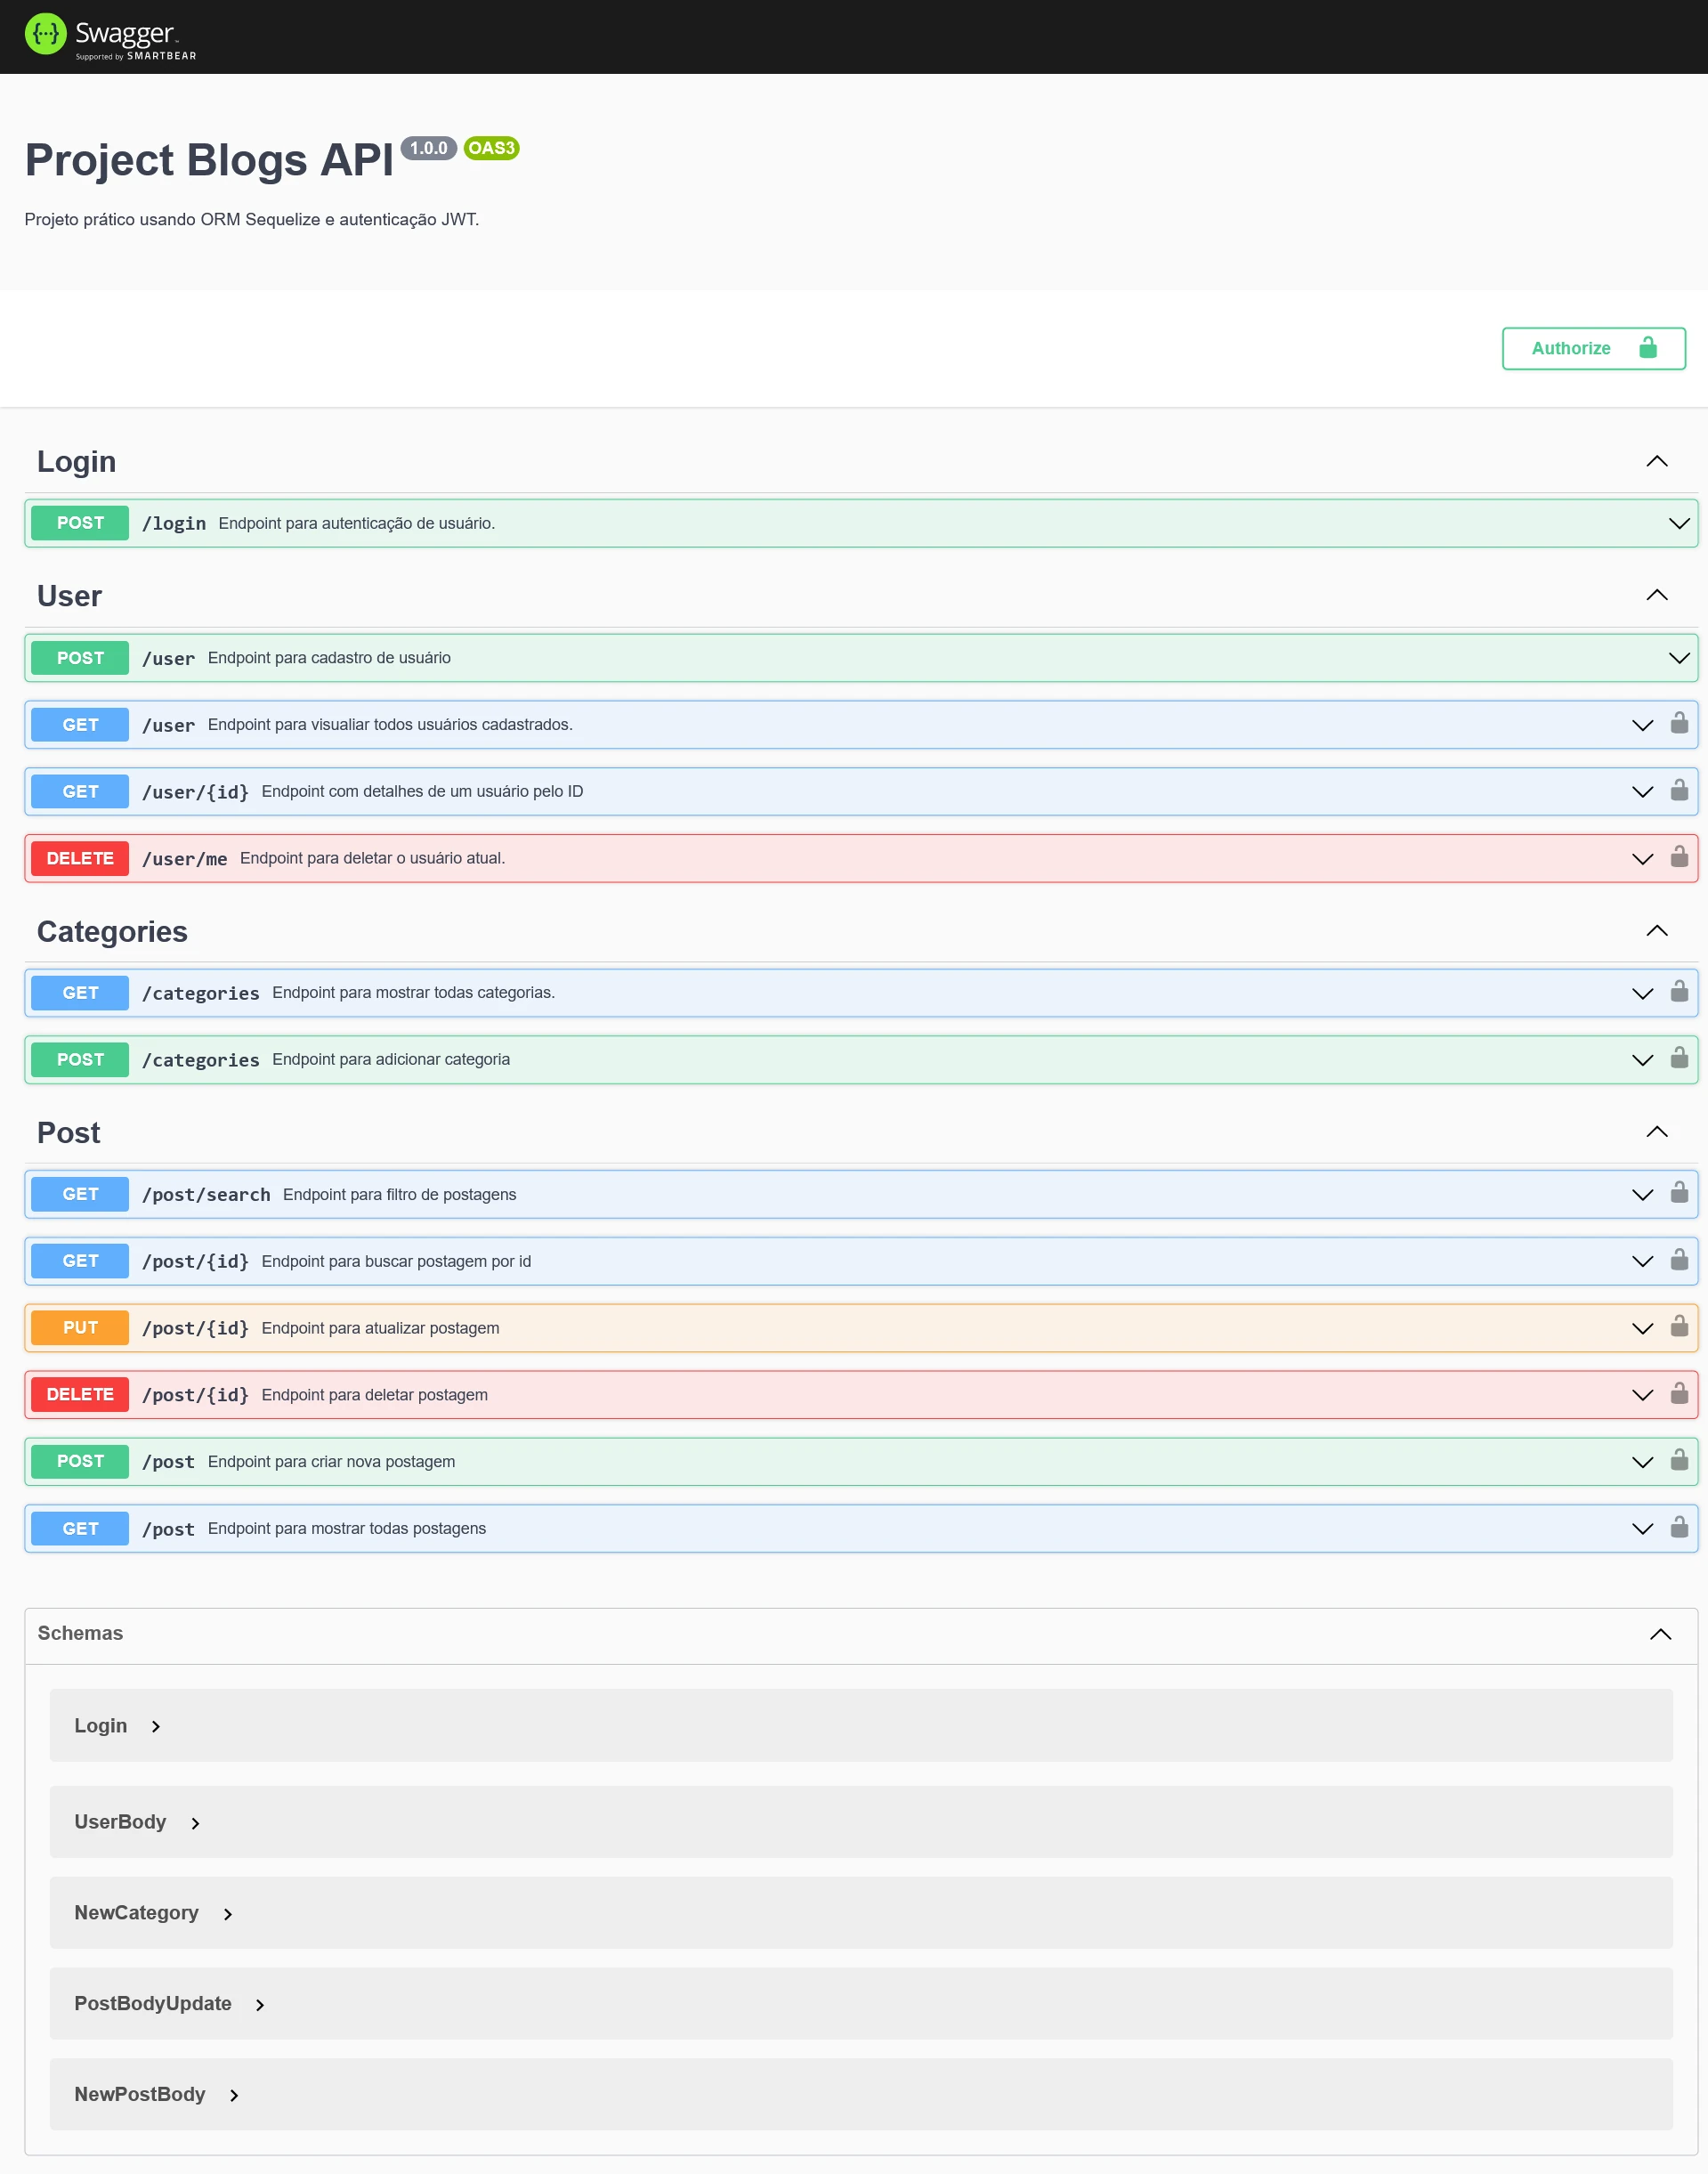 Swagger
Supported by SMARTBEAR
Project Blogs API 1.0.0 OAS3
Projeto prático usando ORM Sequelize e autenticação JWT.
Authorize
Login
POST /login Endpoint para autenticação de usuário.
User
POST /user Endpoint para cadastro de usuário
GET /user Endpoint para visualiar todos usuários cadastrados.
GET /user/{id} Endpoint com detalhes de um usuário pelo ID
DELETE /user/me Endpoint para deletar o usuário atual.
Categories
GET /categories Endpoint para mostrar todas categorias.
POST /categories Endpoint para adicionar categoria
Post
GET /post/search Endpoint para filtro de postagens
GET /post/{id} Endpoint para buscar postagem por id
PUT /post/{id} Endpoint para atualizar postagem
DELETE /post/{id} Endpoint para deletar postagem
POST /post Endpoint para criar nova postagem
GET /post Endpoint para mostrar todas postagens
Schemas
Login
UserBody
NewCategory
PostBodyUpdate
NewPostBody